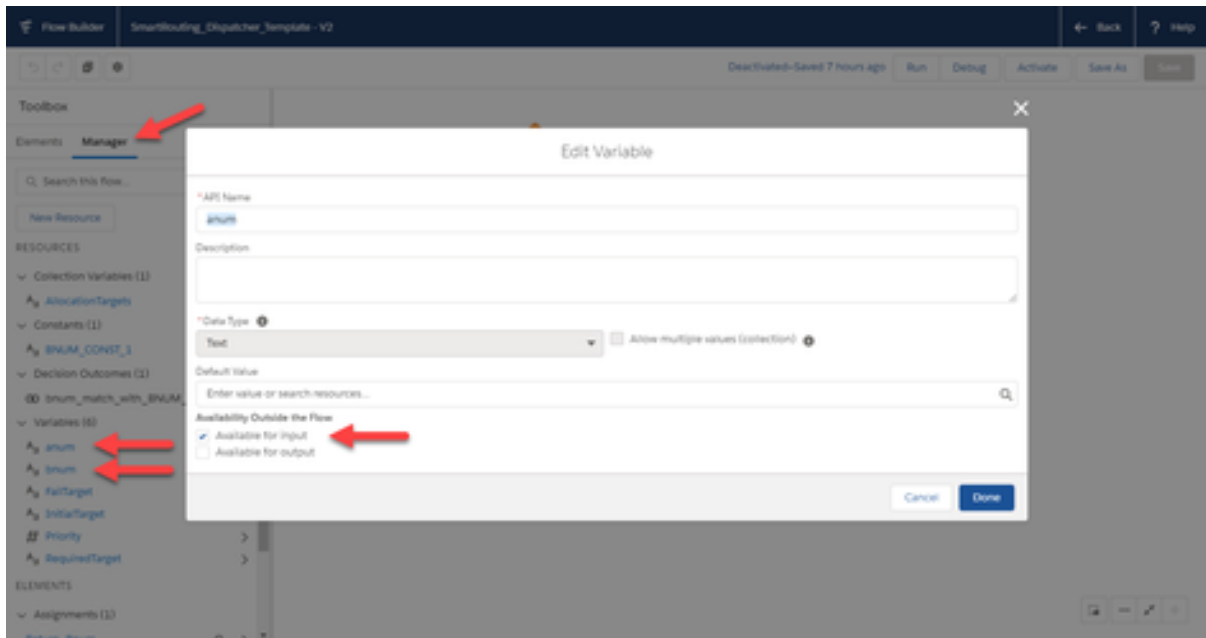 Flow Builder
SmartRouting_Dispatcher_Template - V2
Back
? Help
Deactivated–Saved 7 hours ago
Run
Debug
Activate
Save As
Save
Toolbox
Elements
Manager
Search this flow...
New Resource
RESOURCES
Collection Variables (1)
AllocationTargets
Constants (1)
BNUM_CONST_1
Decision Outcomes (1)
bnum_match_with_BNUM_
Variables (6)
anum
bnum
FailTarget
InitialTarget
Priority
RequiredTarget
ELEMENTS
Assignments (1)
Edit Variable
*API Name
anum
Description
*Data Type
Text
Allow multiple values (collection)
Default Value
Enter value or search resources...
Availability Outside the Flow
Available for input
Available for output
Cancel
Done